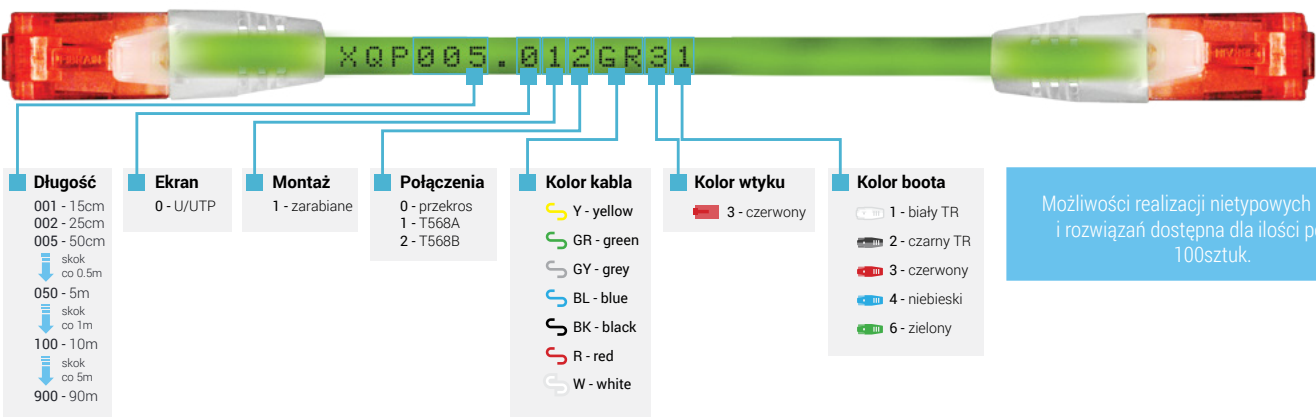 XQP005.012GR31
Długość
001 - 15cm
002 - 25cm
005 - 50cm
skok
co 0.5m
050 - 5m
skok
co 1m
100 - 10m
skok
co 5m
900 - 90m
Ekran
0 - U/UTP
Montaż
1 - zarabiane
Połączenia
0 - przekros
1 - T568A
2 - T568B
Kolor kabla
Y - yellow
GR - green
GY - grey
BL - blue
BK - black
R - red
W - white
Kolor wtyku
3 - czerwony
Kolor boota
1 - biały TR
2 - czarny TR
3 - czerwony
4 - niebieski
6 - zielony
Możliwości realizacji nietypowych
i rozwiązań dostępna dla ilości
100sztuk.